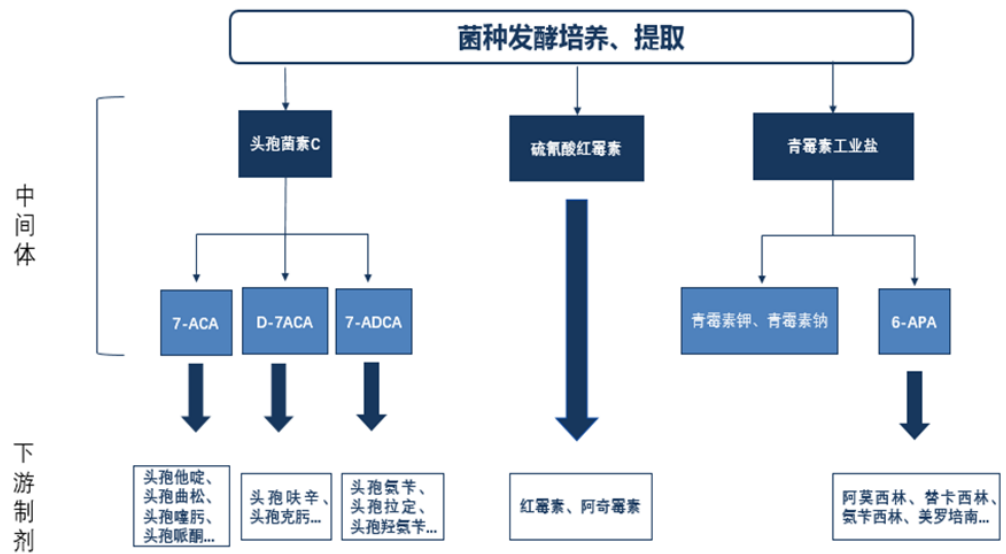 菌种发酵培养、提取
头孢菌素C
硫氰酸红霉素
青霉素工业盐
中间体
7-ACA
D-7ACA
7-ADCA
青霉素钾、青霉素钠
6-APA
下游制剂
头孢他啶、
头孢曲松、
头孢噻肟、
头孢哌酮...
头孢呋辛、
头孢克肟...
头孢氨苄、
头孢拉定、
头孢羟氨苄...
红霉素、阿奇霉素
阿莫西林、替卡西林、
氨苄西林、美罗培南...